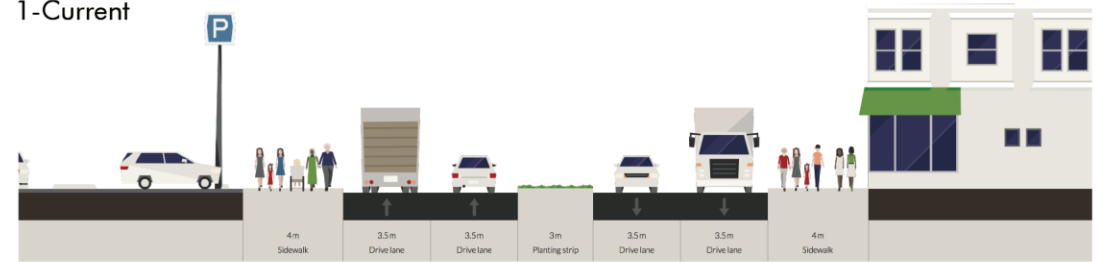 1-Current
P
4m
Sidewalk
3.5m
Drive lane
3.5m
Drive lane
3m
Planting strip
3.5m
Drive lane
3.5m
Drive lane
4m
Sidewalk